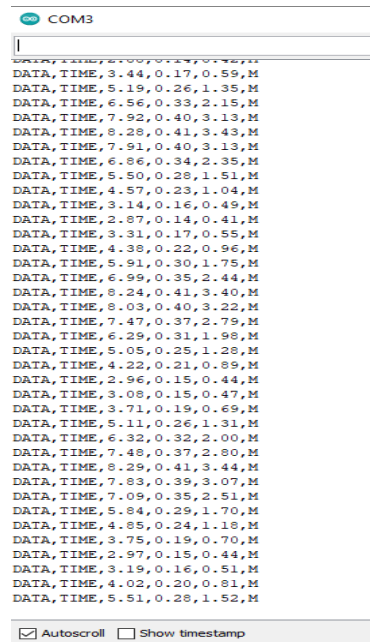 COM3
DATA,TIME,3.44,0.17,0.59,M
DATA,TIME,5.19,0.26,1.35,M
DATA,TIME,6.56,0.33,2.15,M
DATA,TIME,7.92,0.40,3.13,M
DATA,TIME,8.28,0.41,3.43,M
DATA,TIME,7.91,0.40,3.13,M
DATA,TIME,6.86,0.34,2.35,M
DATA,TIME,5.50,0.28,1.51,M
DATA,TIME,4.57,0.23,1.04,M
DATA,TIME,3.14,0.16,0.49,M
DATA,TIME,2.87,0.14,0.41,M
DATA,TIME,3.31,0.17,0.55,M
DATA,TIME,4.38,0.22,0.96,M
DATA,TIME,5.91,0.30,1.75,M
DATA,TIME,6.99,0.35,2.44,M
DATA,TIME,8.24,0.41,3.40,M
DATA,TIME,8.03,0.40,3.22,M
DATA,TIME,7.47,0.37,2.79,M
DATA,TIME,6.29,0.31,1.98,M
DATA,TIME,5.05,0.25,1.28,M
DATA,TIME,4.22,0.21,0.89,M
DATA,TIME,2.96,0.15,0.44,M
DATA,TIME,3.08,0.15,0.47,M
DATA,TIME,3.71,0.19,0.69,M
DATA,TIME,5.11,0.26,1.31,M
DATA,TIME,6.32,0.32,2.00,M
DATA,TIME,7.48,0.37,2.80,M
DATA,TIME,8.29,0.41,3.44,M
DATA,TIME,7.83,0.39,3.07,M
DATA,TIME,7.09,0.35,2.51,M
DATA,TIME,5.84,0.29,1.70,M
DATA,TIME,4.85,0.24,1.18,M
DATA,TIME,3.75,0.19,0.70,M
DATA,TIME,2.97,0.15,0.44,M
DATA,TIME,3.19,0.16,0.51,M
DATA,TIME,4.02,0.20,0.81,M
DATA,TIME,5.51,0.28,1.52,M
Autoscroll Show timestamp